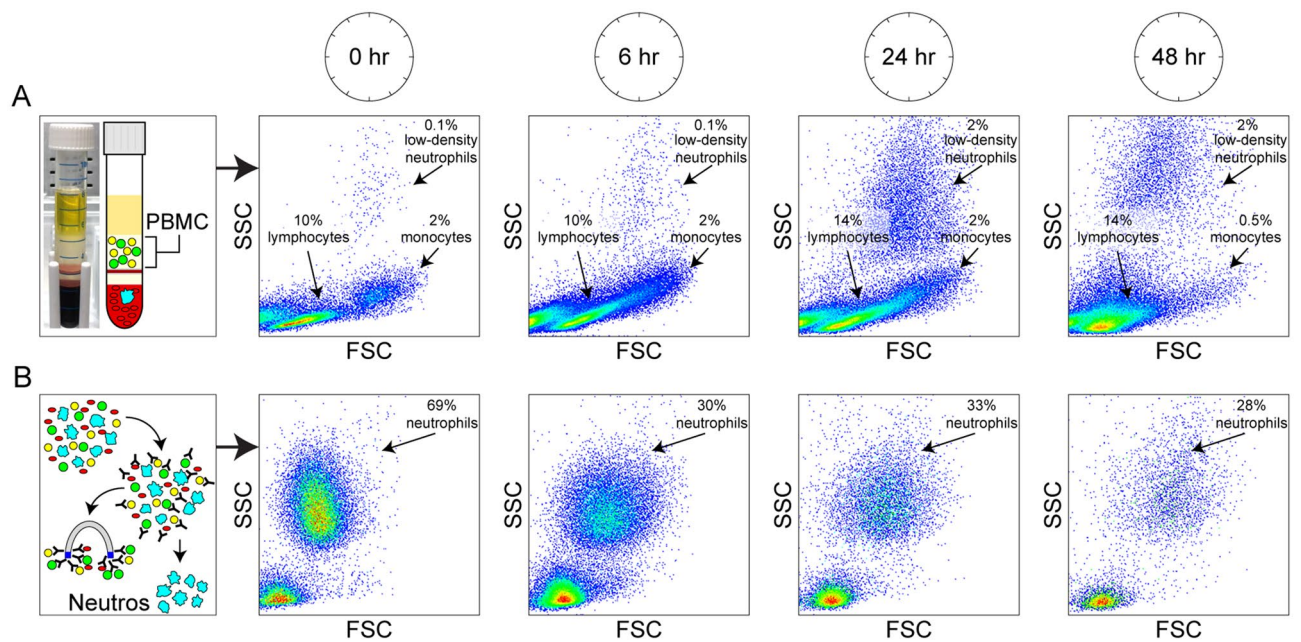 0 hr
6 hr
24 hr
48 hr
A
PBMC
SSC
0.1%
low-density
neutrophils
10%
lymphocytes
2%
monocytes
FSC
SSC
0.1%
low-density
neutrophils
10%
lymphocytes
2%
monocytes
FSC
SSC
2%
low-density
neutrophils
14%
lymphocytes
2%
monocytes
FSC
SSC
2%
low-density
neutrophils
14%
lymphocytes
0.5%
monocytes
FSC
B
Neutros
SSC
69%
neutrophils
FSC
SSC
30%
neutrophils
FSC
SSC
33%
neutrophils
FSC
SSC
28%
neutrophils
FSC